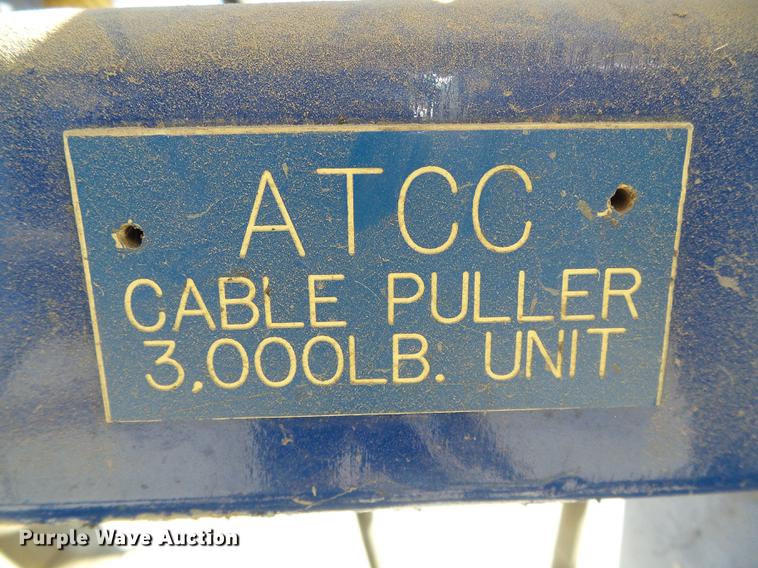 ATCC
CABLE PULLER
3,000LB. UNIT
Purple Wave Auction